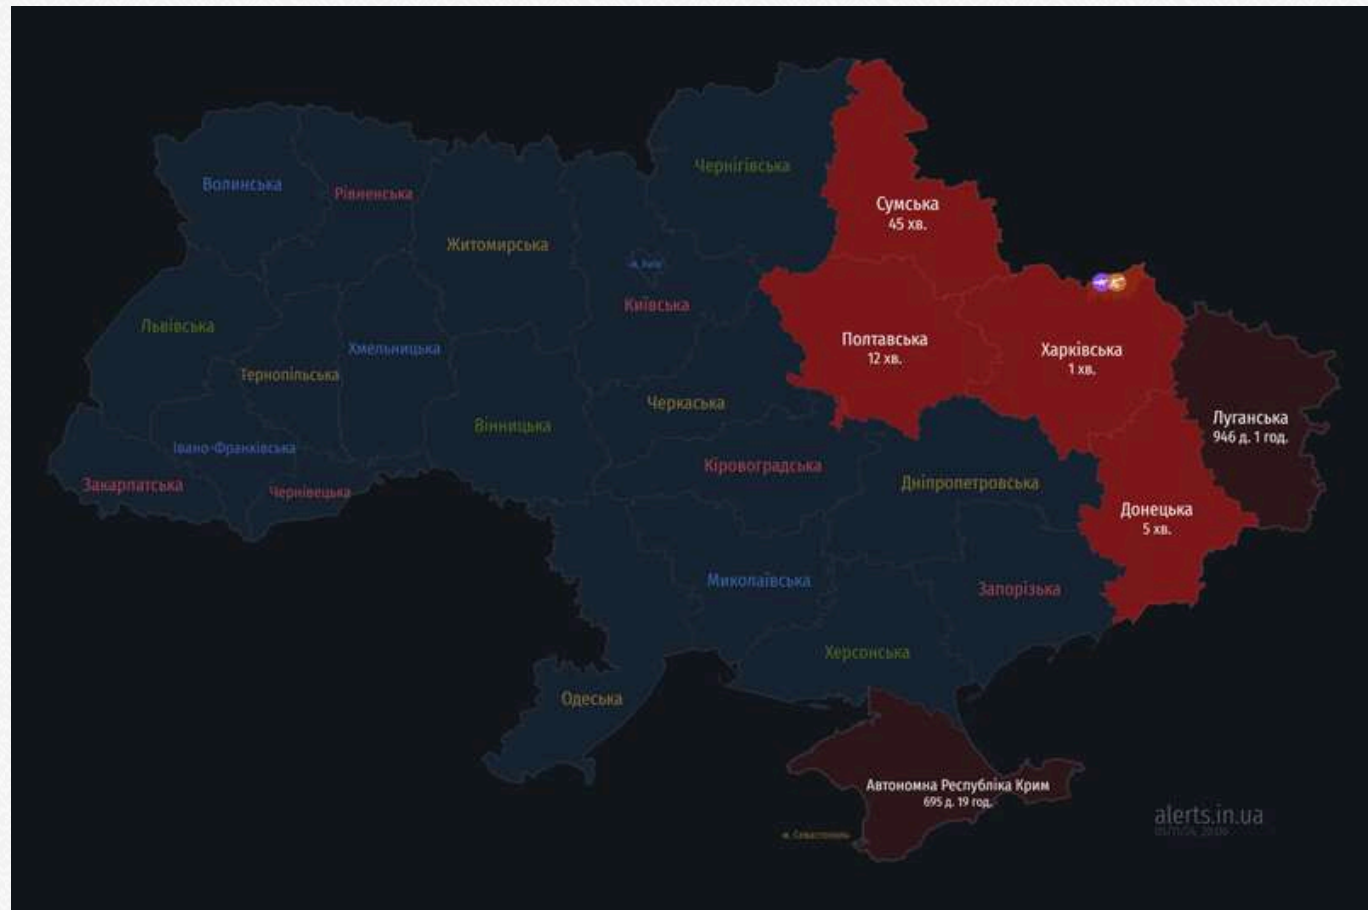 Чернігівська
Волинська
Рівненська
Сумська
45 хв.
Житомирська
Київська
Львівська
Полтавська
12 хв.
Хмельницька
Харківська
1 хв.
Тернопільська
Черкаська
Вінницька
Луганська
946 д. 1 год.
Івано-Франківська
Кіровоградська
Закарпатська
Чернівецька
Дніпропетровська
Донецька
5 хв.
Миколаївська
Запорізька
Херсонська
Одеська
Автономна Республіка Крим
695 д. 19 год.
alerts.in.ua
м. Севастополь